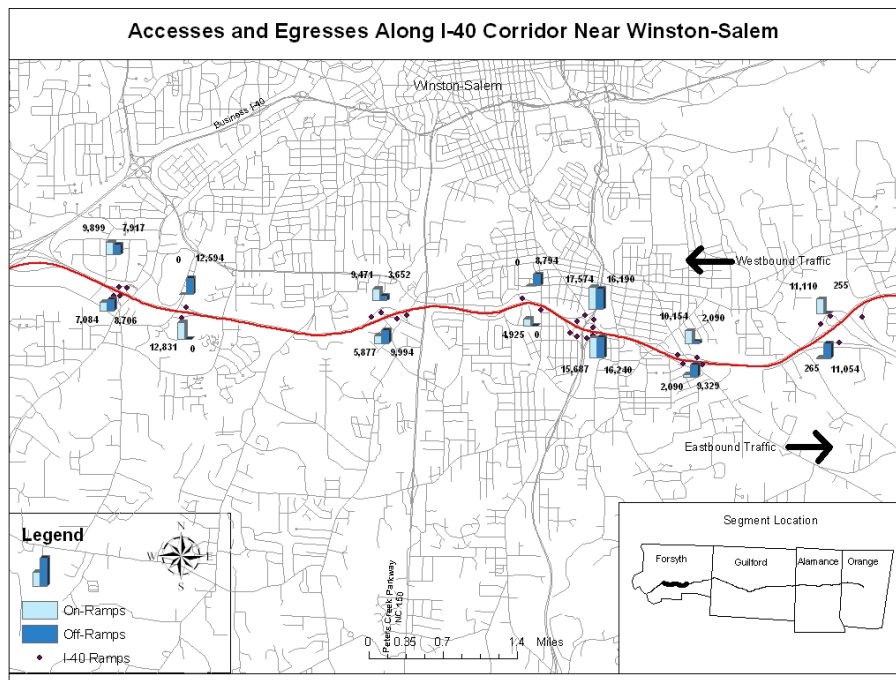 Accesses and Egresses Along I-40 Corridor Near Winston-Salem
Winston-Salem
Business I-40
9,899 7,917
0 12,594
9,471 3,652
0 8,794
17,574 16,190
Westbound Traffic
11,110 255
10,154 2,090
7,084 8,706
12,831 0
5,877 9,994
4,925 0
15,687 16,240
2,090 9,329
265 11,054
Eastbound Traffic
Peters Creek Parkway
NC 150
Legend
On-Ramps
Off-Ramps
I-40 Ramps
N
W E
S
0 0.35 0.7 1.4 Miles
Segment Location
Forsyth Guilford Alamance Orange